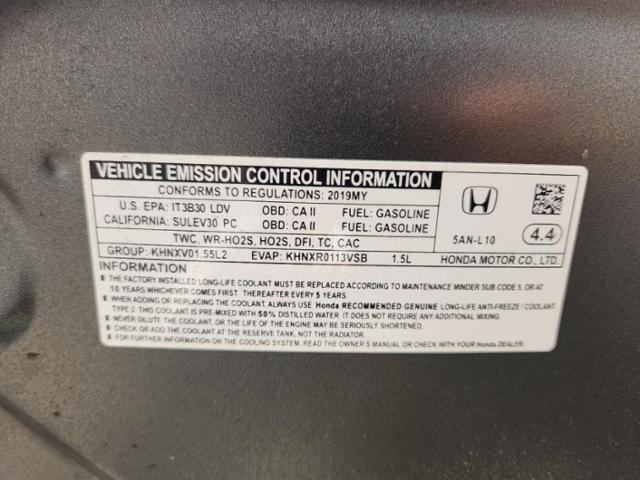 VEHICLE EMISSION CONTROL INFORMATION
CONFORMS TO REGULATIONS: 2019MY
U.S. EPA: IT3B30 LDV OBD: CA II FUEL: GASOLINE
CALIFORNIA: SULEV30 PC OBD: CA II FUEL: GASOLINE
TWC, WR-HO2S, HO2S, DFI, TC, CAC
GROUP: KHNXV01.55L2 EVAP: KHNXR0113VSB 1.5L
5AN-L10 4.4
HONDA MOTOR CO., LTD.
INFORMATION
THE FACTORY INSTALLED LONG-LIFE COOLANT MUST BE REPLACED ACCORDING TO MAINTENANCE MINDER SUB CODE 5, OR AT
10 YEARS WHICHEVER COMES FIRST THEREAFTER EVERY 5 YEARS
WHEN ADDING OR REPLACING THE COOLANT ALWAYS USE Honda RECOMMENDED GENUINE LONG-LIFE ANTI-FREEZE / COOLANT
TYPE 2. THIS COOLANT IS PRE-MIXED WITH 50% DISTILLED WATER. IT DOES NOT REQUIRE ANY ADDITIONAL MIXING.
NEVER DILUTE THE COOLANT, OR THE LIFE OF THE ENGINE MAY BE SERIOUSLY SHORTENED.
CHECK OR ADD THE COOLANT AT THE RESERVE TANK, NOT THE RADIATOR.
FOR FURTHER INFORMATION ON THE COOLING SYSTEM, READ THE OWNER'S MANUAL OR CHECK WITH YOUR Honda DEALER.